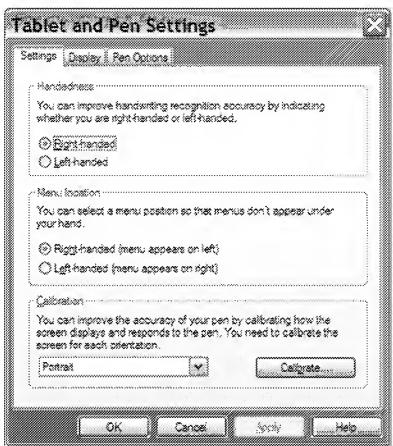 Tablet and Pen Settings
Settings Display Pen Options
Handedness
You can improve handwriting recognition accuracy by indicating
whether you are right-handed or left-handed.
Right-handed
Left-handed
Menu location
You can select a menu position so that menus don't appear under
your hand.
Right-handed (menu appears on left)
Left-handed (menu appears on right)
Calibration
You can improve the accuracy of your pen by calibrating how the
screen displays and responds to the pen. You need to calibrate the
screen for each orientation.
Portrait Calibrate...
OK Cancel Apply Help